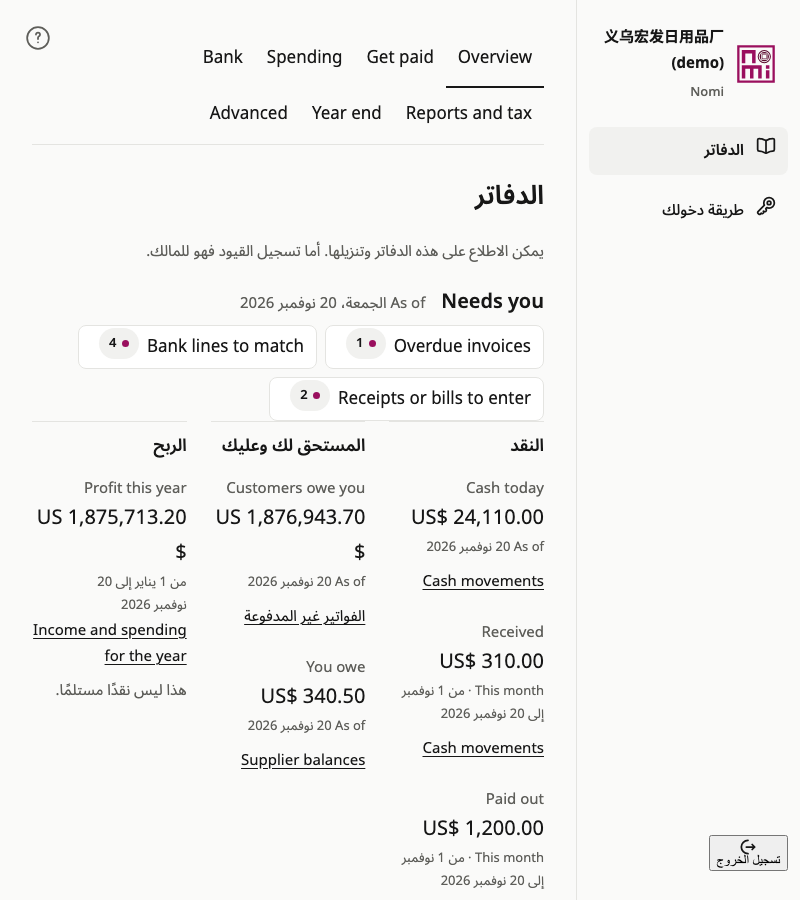 义乌宏发日用品厂
(demo)
Nomi
nomi
الدفاتر
طريقة دخولك
تسجيل الخروج
?
Overview Get paid Spending Bank
Reports and tax Year end Advanced
الدفاتر
يمكن الاطلاع على هذه الدفاتر وتنزيلها. أما تسجيل القيود فهو للمالك.
Needs you As of الجمعة، 20 نوفمبر 2026
Overdue invoices 1 Bank lines to match 4
Receipts or bills to enter 2
النقد
Cash today
US$ 24,110.00
As of 20 نوفمبر 2026
Cash movements
Received
US$ 310.00
This month · من 1 نوفمبر
إلى 20 نوفمبر 2026
Cash movements
Paid out
US$ 1,200.00
This month · من 1 نوفمبر
إلى 20 نوفمبر 2026
المستحق لك وعليك
Customers owe you
US 1,876,943.70
$
As of 20 نوفمبر 2026
الفواتير غير المدفوعة
You owe
US$ 340.50
As of 20 نوفمبر 2026
Supplier balances
الربح
Profit this year
US 1,875,713.20
$
من 1 يناير إلى 20
نوفمبر 2026
Income and spending
for the year
هذا ليس نقدًا مستلمًا.